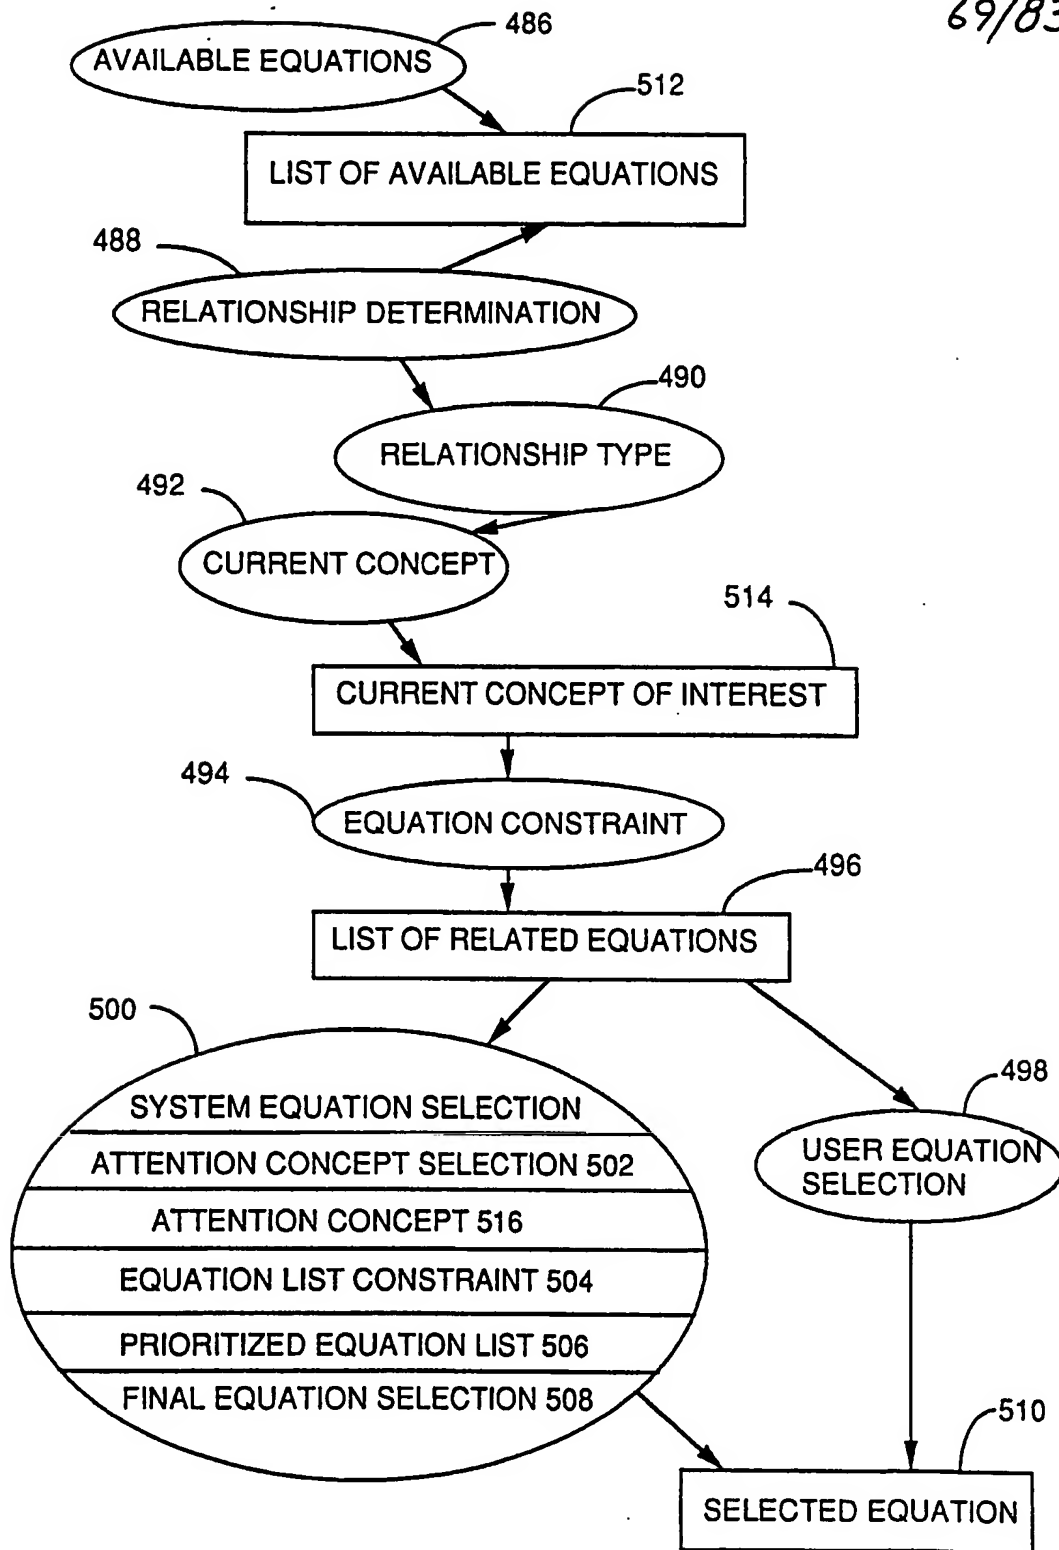 69/83
486
AVAILABLE EQUATIONS
512
LIST OF AVAILABLE EQUATIONS
488
RELATIONSHIP DETERMINATION
490
RELATIONSHIP TYPE
492
CURRENT CONCEPT
514
CURRENT CONCEPT OF INTEREST
494
EQUATION CONSTRAINT
496
LIST OF RELATED EQUATIONS
500
SYSTEM EQUATION SELECTION
ATTENTION CONCEPT SELECTION 502
ATTENTION CONCEPT 516
EQUATION LIST CONSTRAINT 504
PRIORITIZED EQUATION LIST 506
FINAL EQUATION SELECTION 508
498
USER EQUATION
SELECTION
510
SELECTED EQUATION